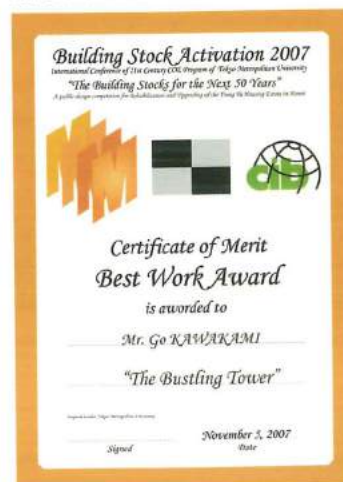 Building Stock Activation 2007
International Conference of 21st Century COE Program of Tokyo Metropolitan University
"The Building Stocks for the Next 50 Years"
A public design competition for Rehabilitation and Upgrading of the Trung Tu Housing Estate in Hanoi
cib
Certificate of Merit
Best Work Award
is aworded to
Mr. Go KAWAKAMI
"The Bustling Tower"
November 5, 2007
Signed
Date